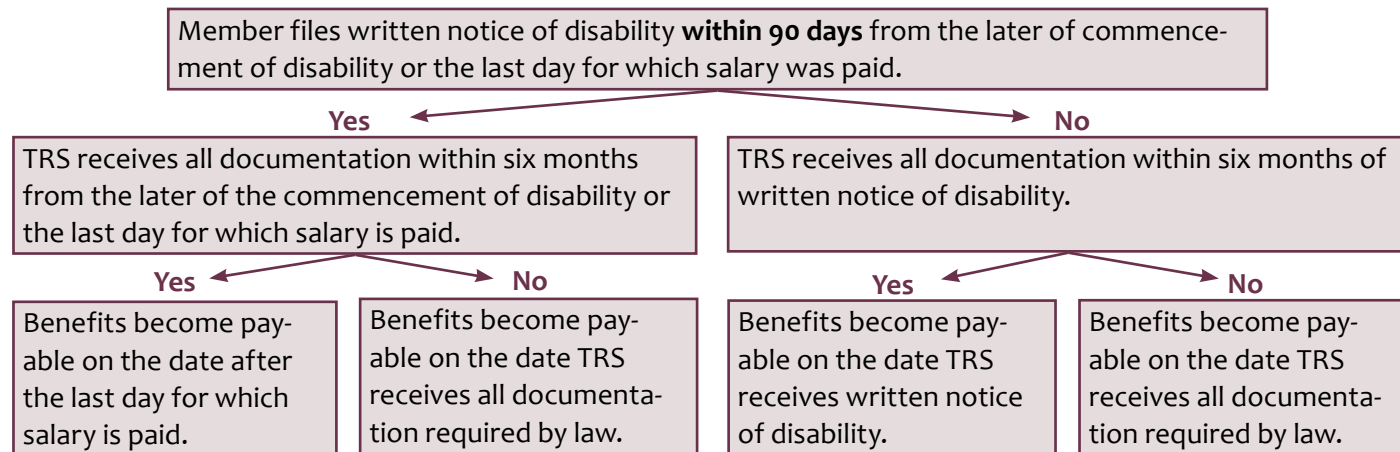 Member files written notice of disability within 90 days from the later of commence-
ment of disability or the last day for which salary was paid.
Yes
No
TRS receives all documentation within six months
from the later of the commencement of disability or
the last day for which salary is paid.
TRS receives all documentation within six months of
written notice of disability.
Yes
No
Yes
No
Benefits become pay-
able on the date after
the last day for which
salary is paid.
Benefits become pay-
able on the date TRS
receives all documenta-
tion required by law.
Benefits become pay-
able on the date TRS
receives written notice
of disability.
Benefits become pay-
able on the date TRS
receives all documenta-
tion required by law.